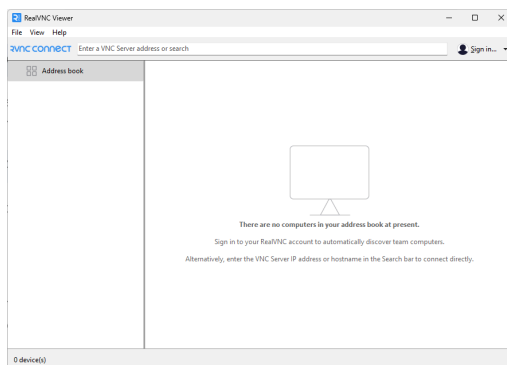 RealVNC Viewer
File View Help
RVNC CONNECT Enter a VNC Server address or search Sign in...
Address book
There are no computers in your address book at present.
Sign in to your RealVNC account to automatically discover team computers.
Alternatively, enter the VNC Server IP address or hostname in the Search bar to connect directly.
0 device(s)